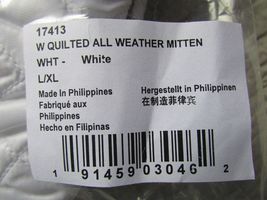 17413
W QUILTED ALL WEATHER MITTEN
WHT - White
L/XL
Made In Philippines
Fabriqué aux
Philippines
Hecho en Filipinas
Hergestellt in Philippinen
在制造菲律宾
1 91459 03046 2